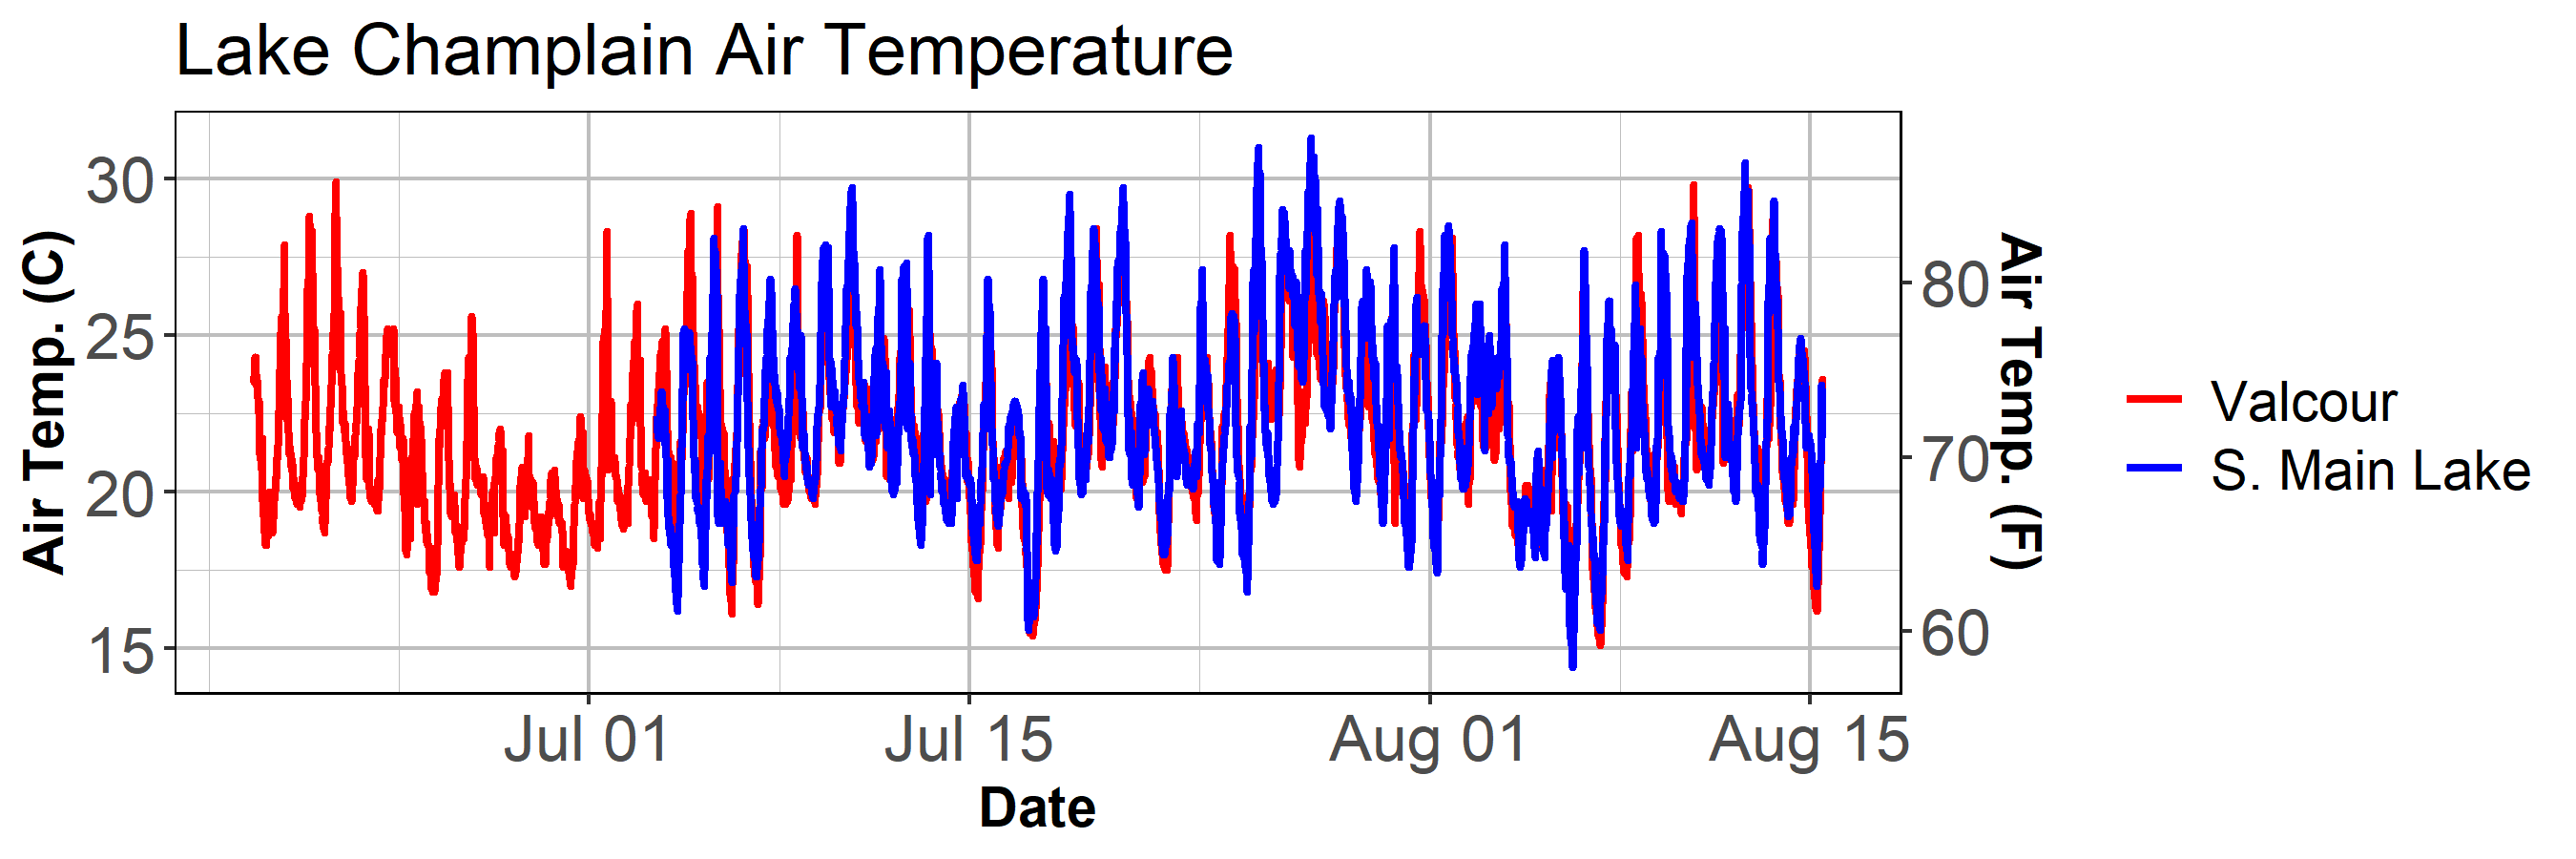 Lake Champlain Air Temperature
Air Temp. (C)
30
25
20
15
Jul 01
Jul 15
Aug 01
Aug 15
Date
80
70
60
Air Temp. (F)
Valcour
S. Main Lake